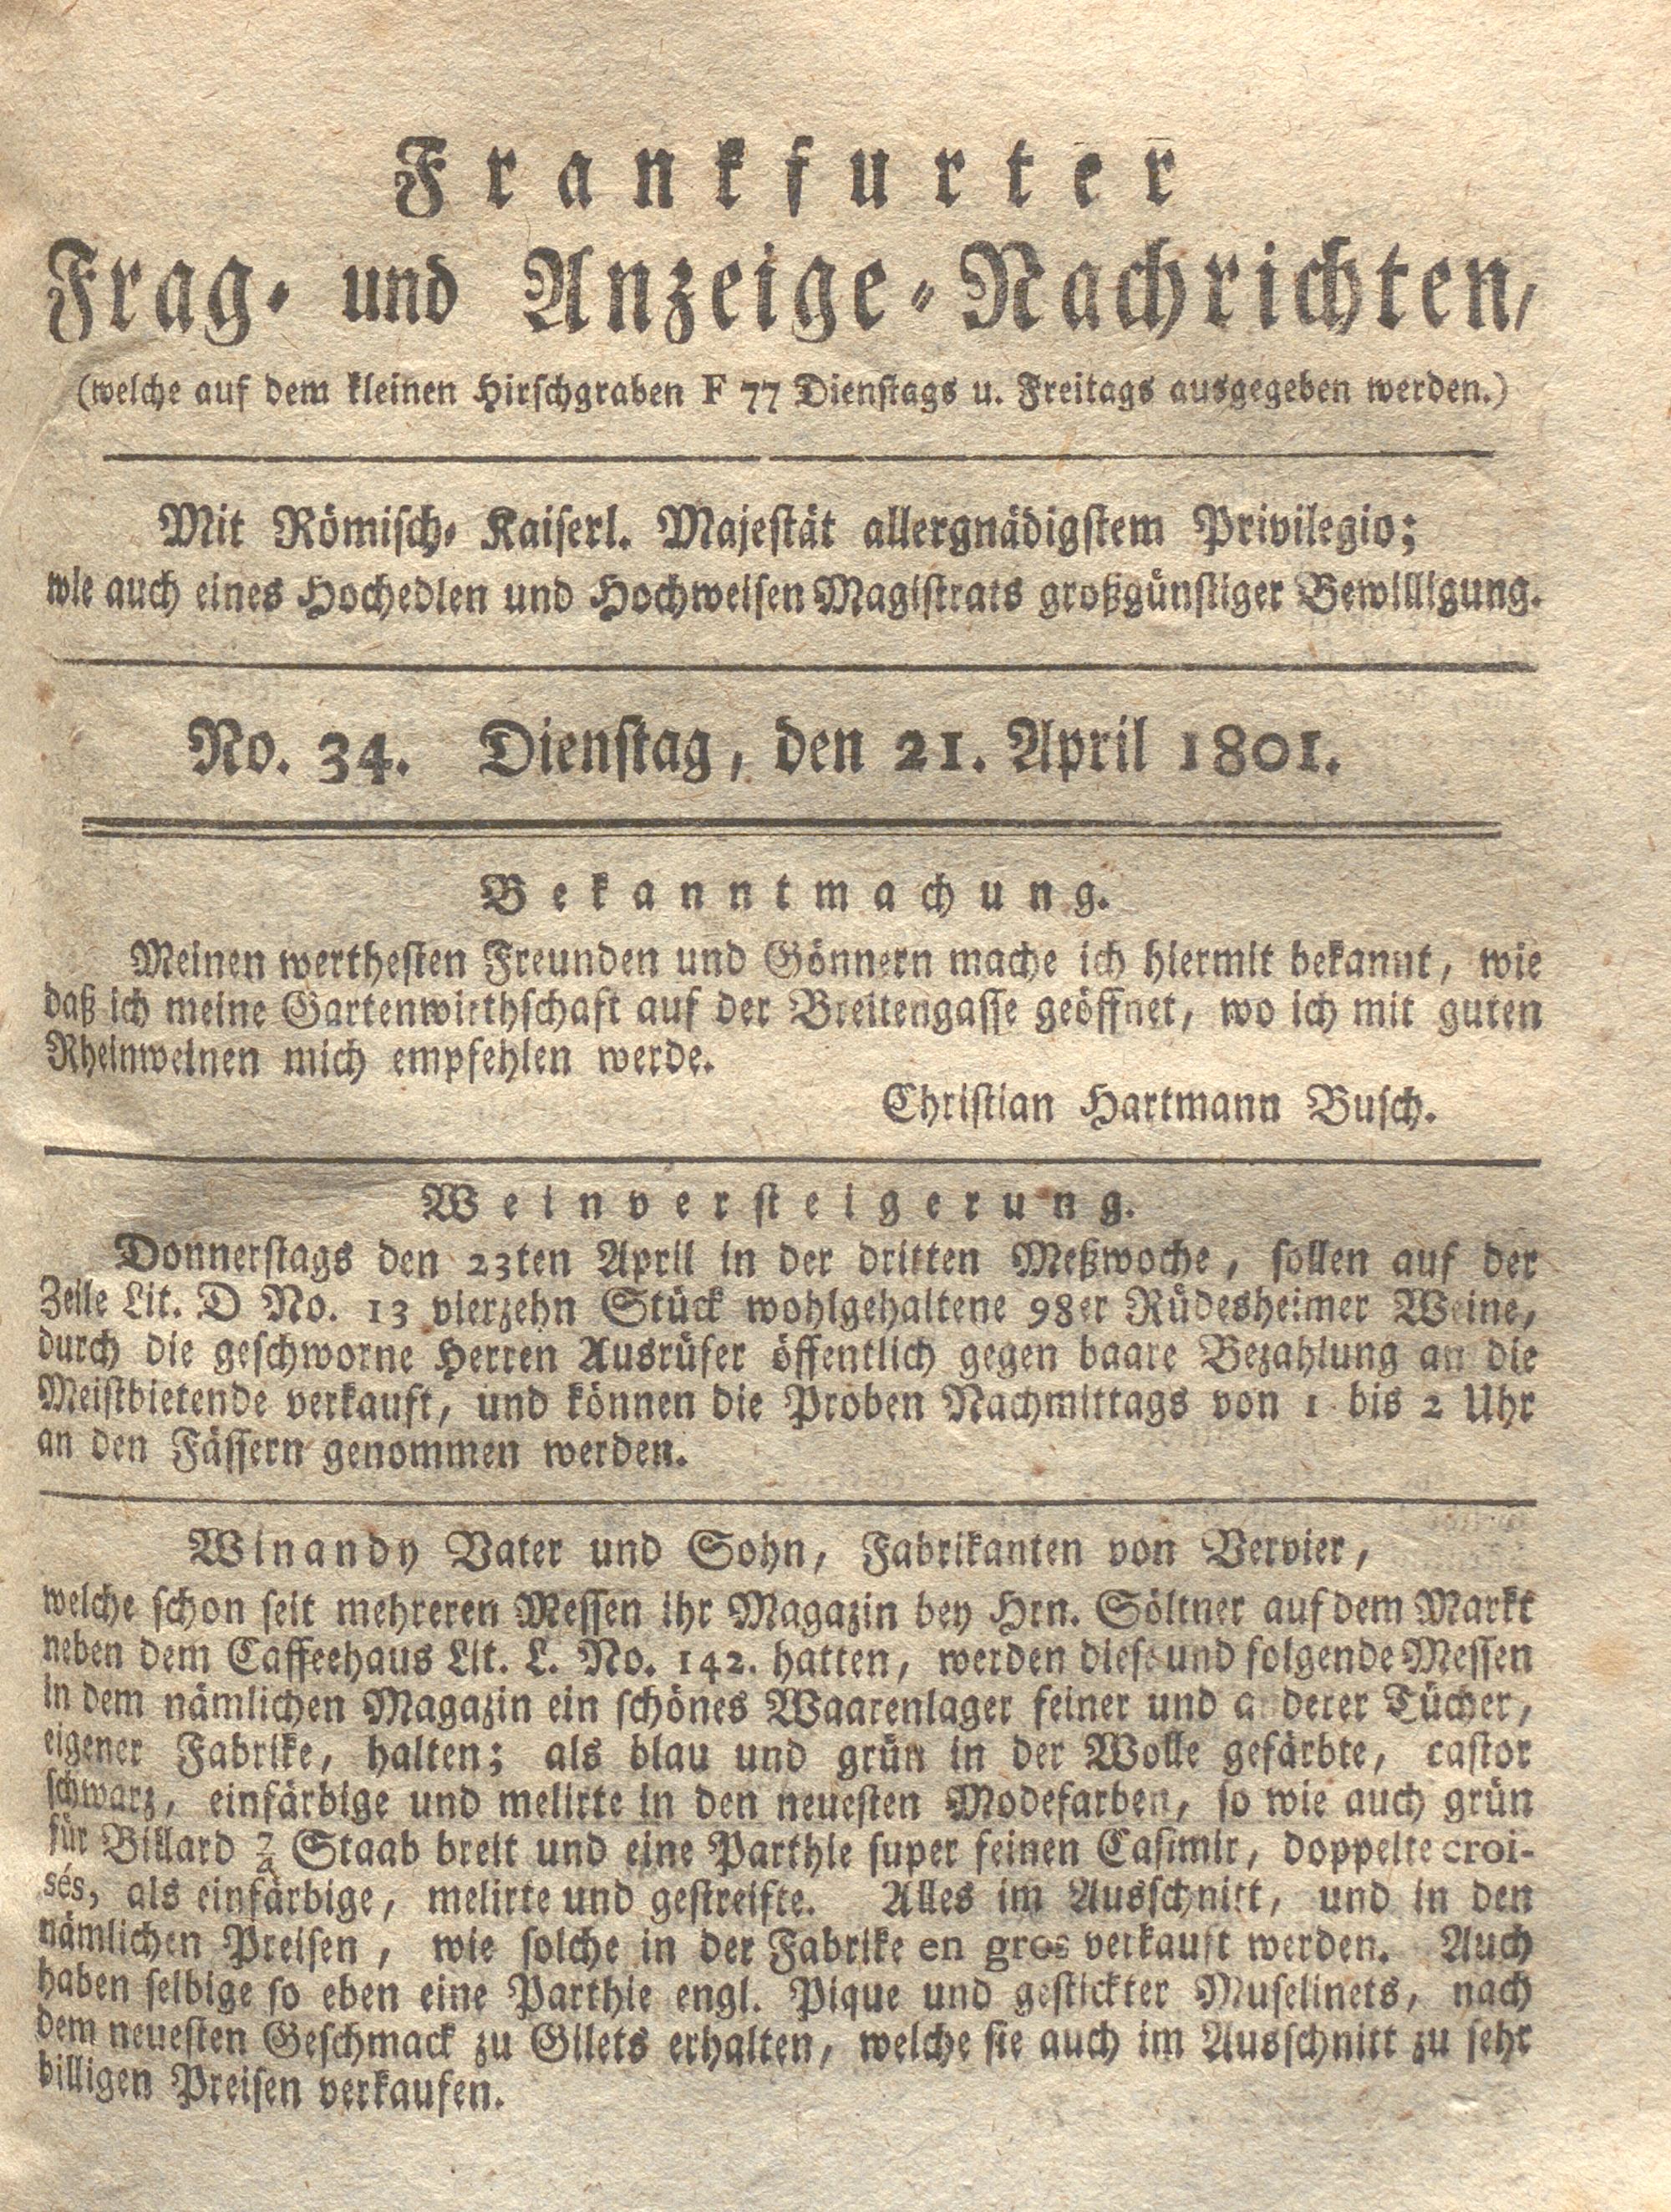 Frankfurter
Frag- und Anzeige-Nachrichten,
(welche auf dem kleinen Hirschgraben F 77 Dienstags u. Freitags ausgegeben werden.)
Mit Römisch- Kaiserl. Majestät allergnädigstem Privilegio;
wie auch eines Hochedlen und Hochweisen Magistrats großgünstiger Bewilligung.
No. 34. Dienstag, den 21. April 1801.
Bekanntmachung.
Meinen werthesten Freunden und Gönnern mache ich hiermit bekannt, wie
daß ich meine Gartenwirthschaft auf der Breitengasse geöffnet, wo ich mit guten
Rheinweinen mich empfehlen werde.
Christian Hartmann Busch.
Weinversteigerung.
Donnerstags den 23ten April in der dritten Meßwoche, sollen auf der
Zeile Lit. D No. 13 vierzehn Stück wohlgehaltene 98er Rüdesheimer Weine,
durch die geschworne Herren Ausrüfer öffentlich gegen baare Bezahlung an die
Meistbietende verkauft, und können die Proben Nachmittags von 1 bis 2 Uhr
an den Fässern genommen werden.
Winandy Vater und Sohn, Fabrikanten von Vervier,
welche schon seit mehreren Messen ihr Magazin bey Hrn. Söltner auf dem Markt
neben dem Caffeehaus Lit. L. No. 142. hatten, werden diese und folgende Messen
in dem nämlichen Magazin ein schönes Waarenlager feiner und anderer Tücher,
eigener Fabrike, halten; als blau und grün in der Wolle gefärbte, castor
schwarz, einfärbige und melirte in den neuesten Modefarben, so wie auch grün
für Billard Staab breit und eine Parthie super feinen Casimir, doppelte croi-
sés, als einfärbige, melirte und gestreifte. Alles im Ausschnitt, und in den
nämlichen Preisen, wie solche in der Fabrike en gros verkauft werden. Auch
haben selbige so eben eine Parthie engl. Pique und gestickter Muselinets, nach
dem neuesten Geschmack zu Gilets erhalten, welche sie auch im Ausschnitt zu sehr
billigen Preisen verkaufen.